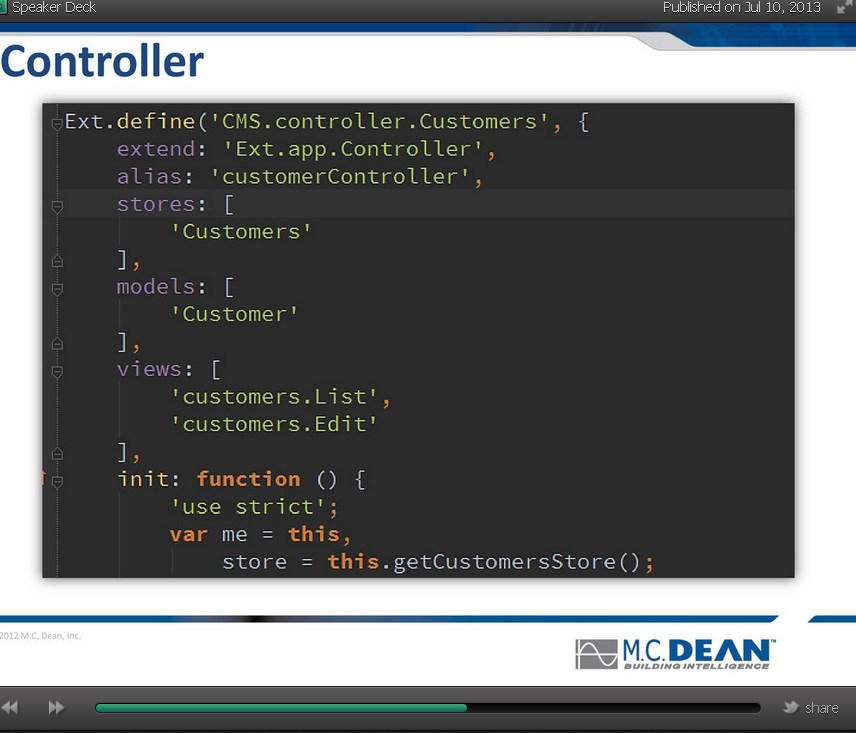 Speaker Deck
Published on Jul 10, 2013
Controller
Ext.define('CMS.controller.Customers', {
    extend: 'Ext.app.Controller',
    alias: 'customerController',
    stores: [
        'Customers'
    ],
    models: [
        'Customer'
    ],
    views: [
        'customers.List',
        'customers.Edit'
    ],
    init: function () {
        'use strict';
        var me = this,
            store = this.getCustomersStore();
2012 M.C. Dean, Inc.
M.C. DEAN™
BUILDING INTELLIGENCE
share